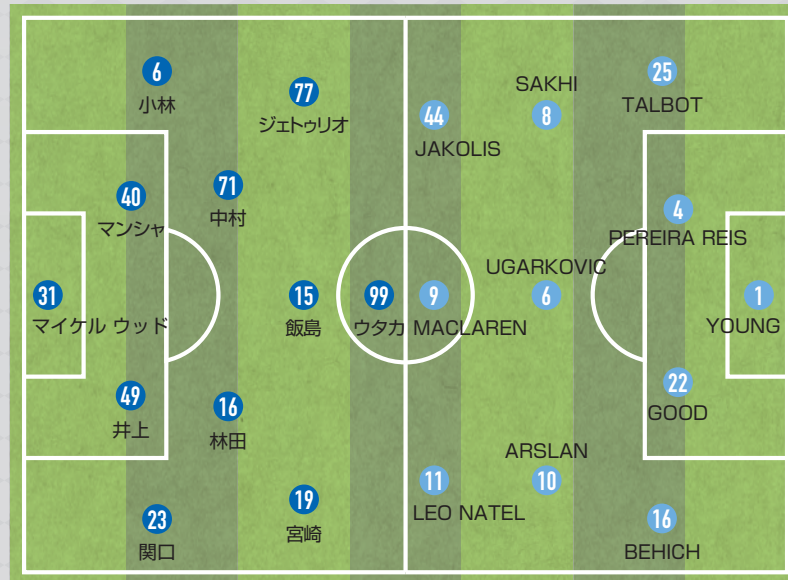 6
小林
40
マンシャ
31
マイケル ウッド
49
井上
23
関口
71
中村
16
林田
77
ジェトゥリオ
15
飯島
19
宮崎
99
ウタカ
44
JAKOLIS
9
MACLAREN
11
LEO NATEL
SAKHI
8
UGARKOVIC
6
ARSLAN
10
25
TALBOT
4
PEREIRA REIS
22
GOOD
16
BEHICH
1
YOUNG